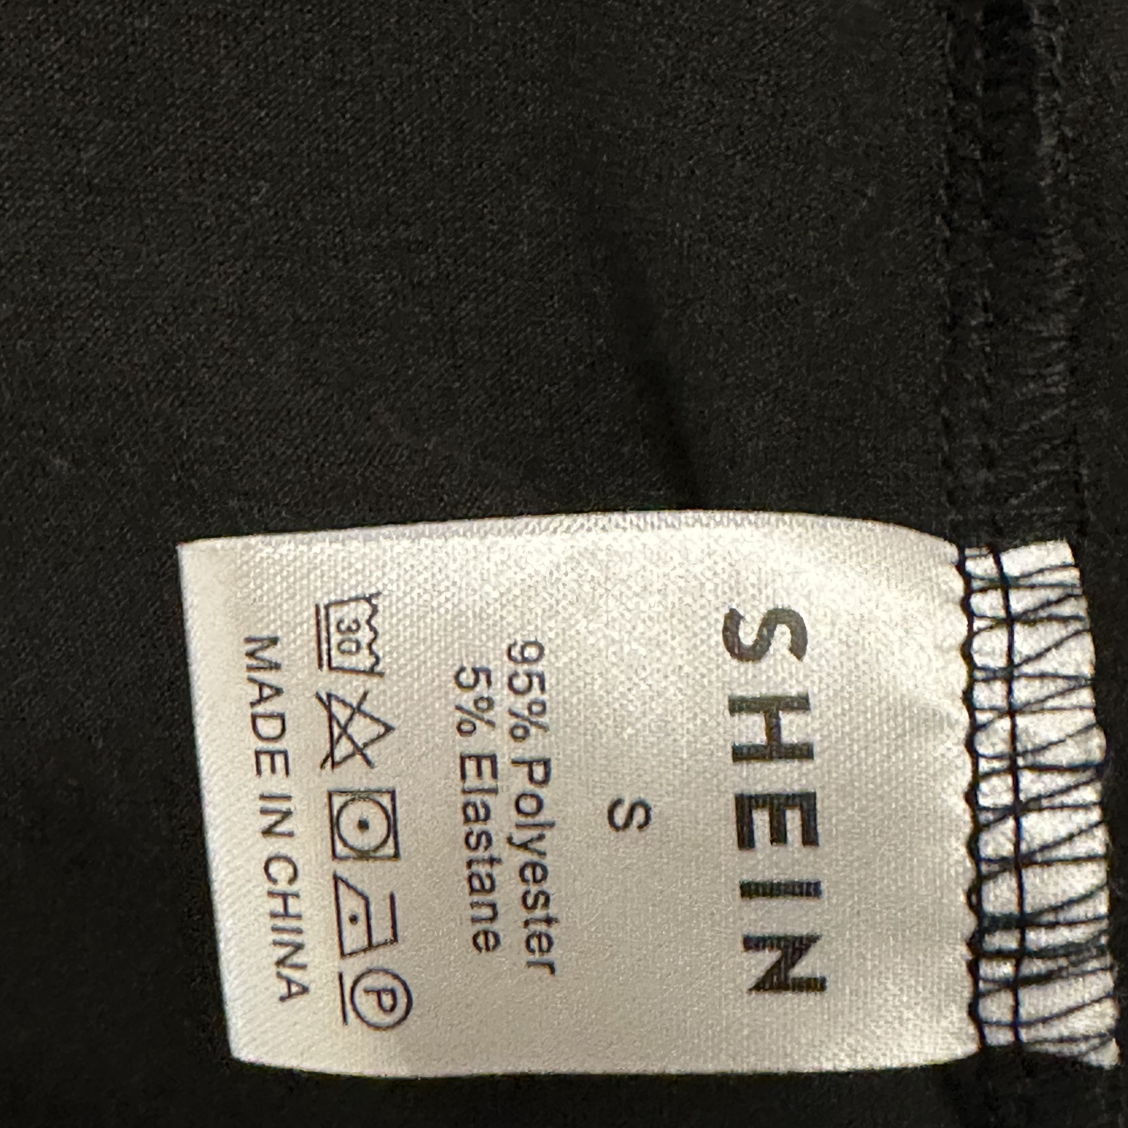 SHEIN
S
95% Polyester
5% Elastane
30 P
MADE IN CHINA